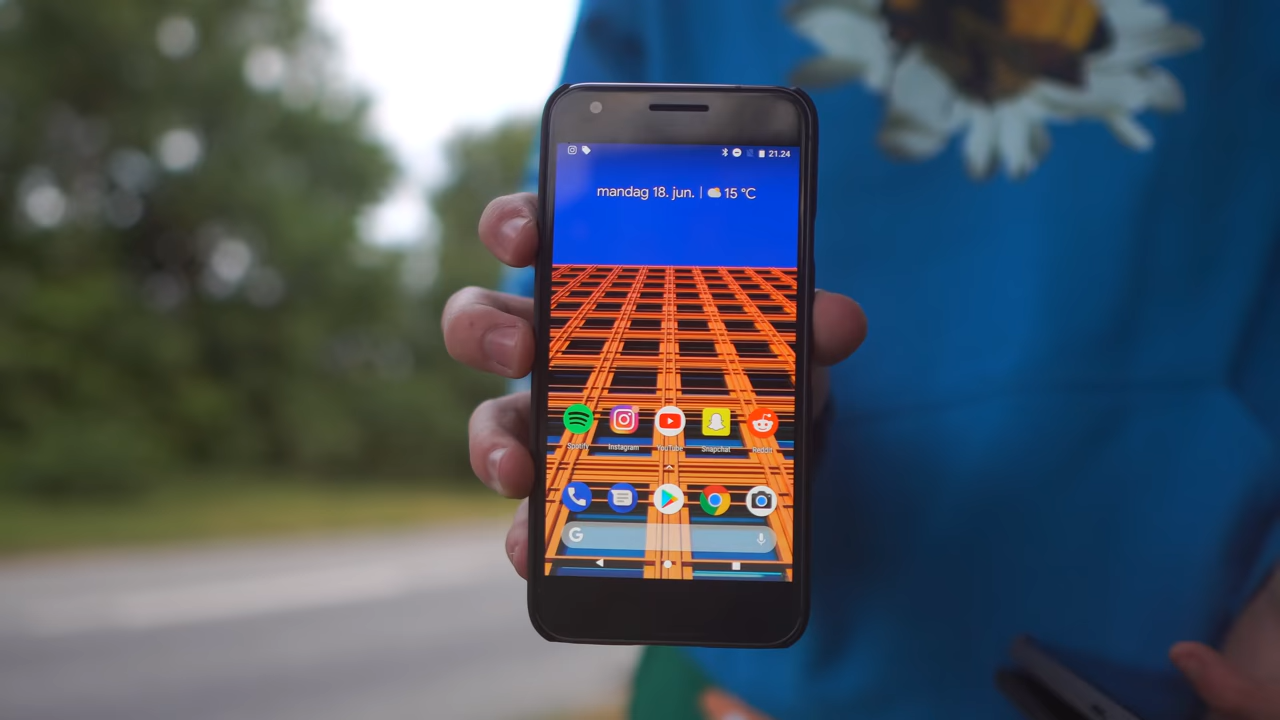 21.24
mandag 18. jun. | 15 °C
Spotify Instagram YouTube Snapchat Reddit
G